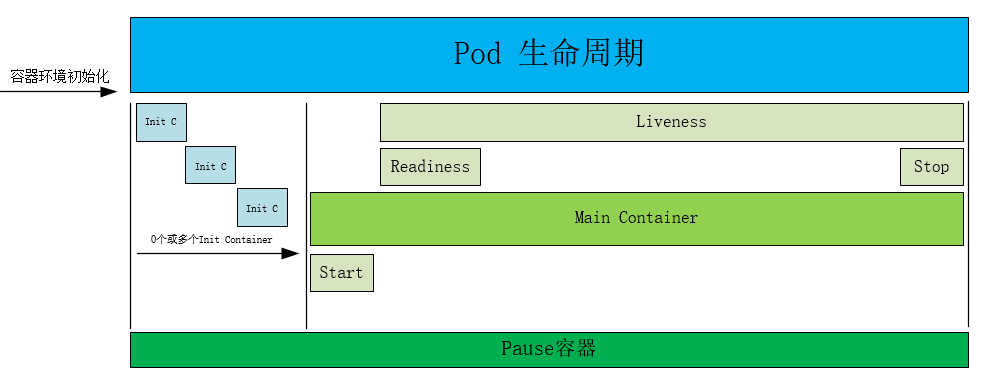 Pod 生命周期
容器环境初始化
Init C
Liveness
Init C
Readiness
Stop
Init C
Main Container
0个或多个Init Container
Start
Pause容器